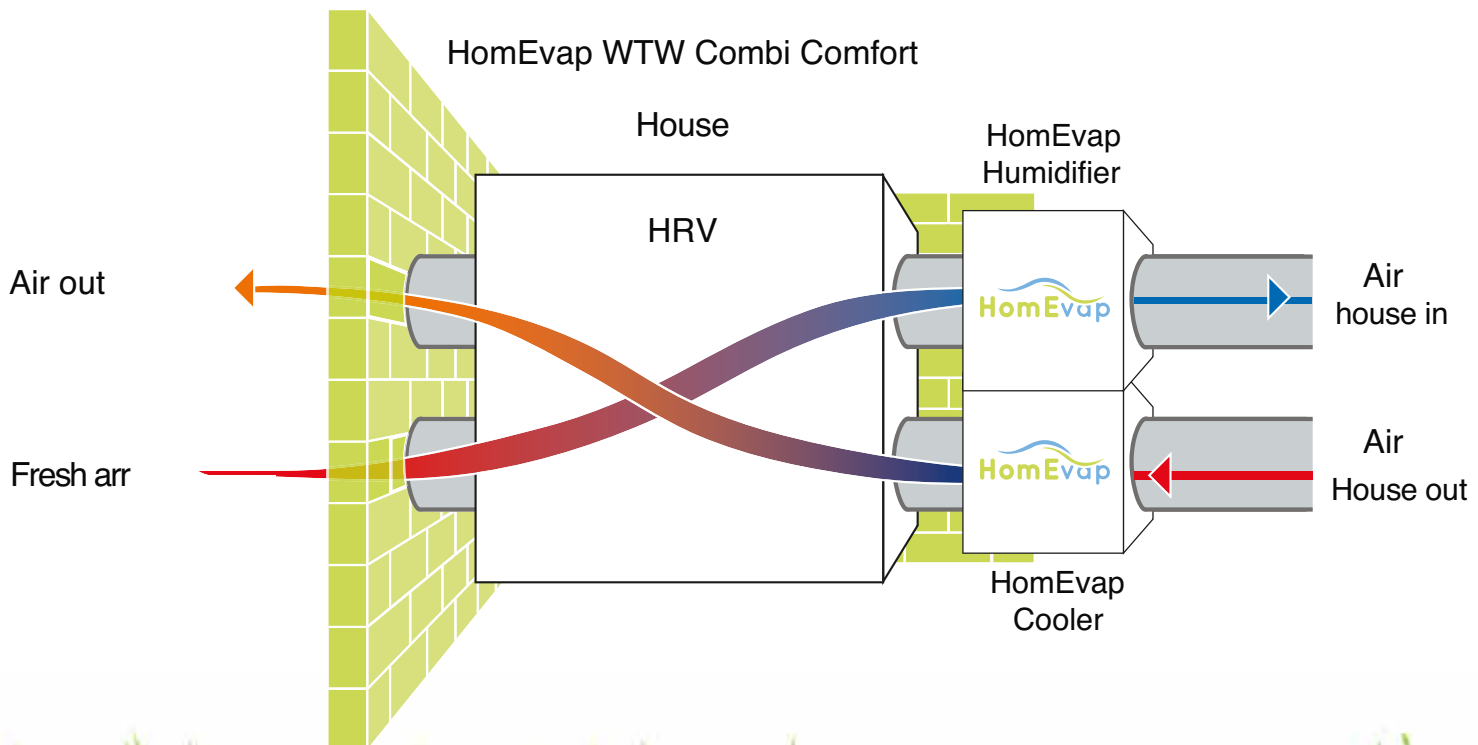 HomEvap WTW Combi Comfort
House
HomEvap
Humidifier
HRV
Air out
HomEvap
Air
house in
Fresh arr
HomEvap
Air
House out
HomEvap
Cooler